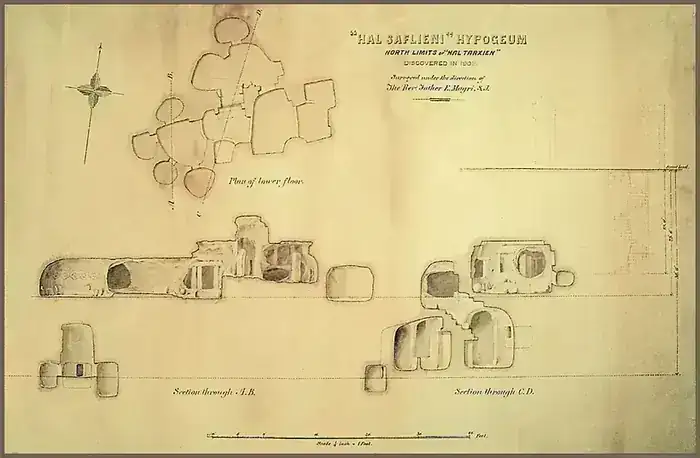 "HAL SAFLIENI" HYPOGEUM
NORTH LIMITS OF "HAL TARXIEN"
DISCOVERED IN
Surveyed under the direction of
The Rev. Father E. Magri, S.J.
Plan of lower floor.
Section through A.B.
Section through C.D.
Feet.
Scale ¼ inch = 1 Foot.